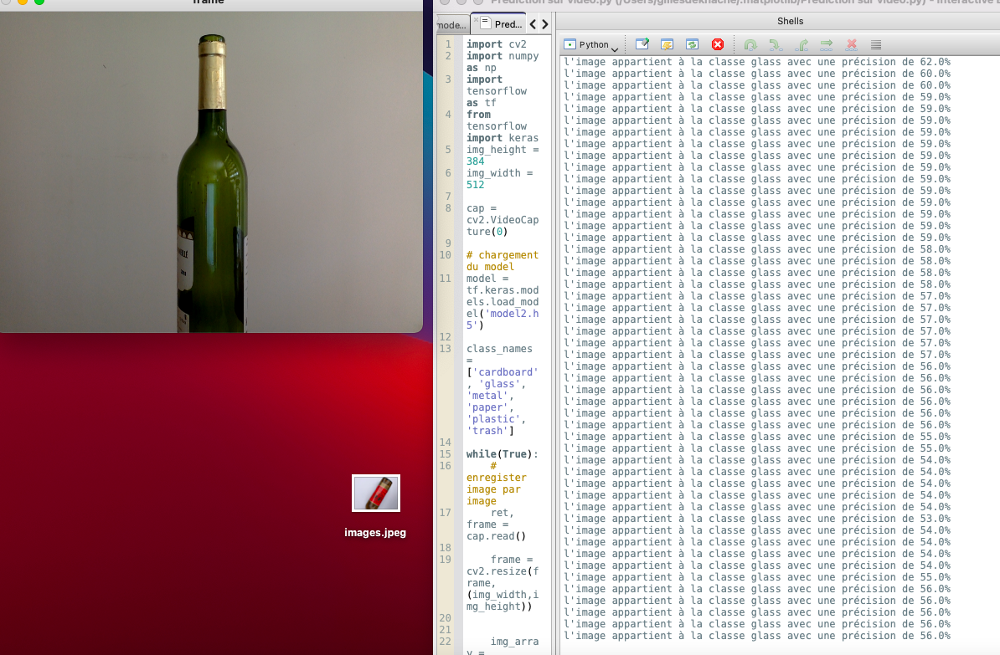 frame
mode...
Pred...
1 import cv2
2 import numpy
as np
3 import
tensorflow
as tf
4 from
tensorflow
import keras
5 img_height =
384
6 img_width =
512
7
8 cap =
cv2.VideoCap
ture(0)
9
10 # chargement
du model
11 model =
tf.keras.mod
els.load_mod
el('model2.h
5')
12
13 class_names
=
['cardboard'
, 'glass',
'metal',
'paper',
'plastic',
'trash']
14
15 while(True):
16 #
enregister
image par
image
17 ret,
frame =
cap.read()
18
19 frame =
cv2.resize(f
rame,
(img_width,i
mg_height))
20
21
22 img_arra
y =
Shells
Python
l'image appartient à la classe glass avec une précision de 62.0%
l'image appartient à la classe glass avec une précision de 60.0%
l'image appartient à la classe glass avec une précision de 60.0%
l'image appartient à la classe glass avec une précision de 59.0%
l'image appartient à la classe glass avec une précision de 59.0%
l'image appartient à la classe glass avec une précision de 59.0%
l'image appartient à la classe glass avec une précision de 59.0%
l'image appartient à la classe glass avec une précision de 59.0%
l'image appartient à la classe glass avec une précision de 59.0%
l'image appartient à la classe glass avec une précision de 59.0%
l'image appartient à la classe glass avec une précision de 59.0%
l'image appartient à la classe glass avec une précision de 59.0%
l'image appartient à la classe glass avec une précision de 59.0%
l'image appartient à la classe glass avec une précision de 59.0%
l'image appartient à la classe glass avec une précision de 59.0%
l'image appartient à la classe glass avec une précision de 59.0%
l'image appartient à la classe glass avec une précision de 58.0%
l'image appartient à la classe glass avec une précision de 58.0%
l'image appartient à la classe glass avec une précision de 58.0%
l'image appartient à la classe glass avec une précision de 58.0%
l'image appartient à la classe glass avec une précision de 57.0%
l'image appartient à la classe glass avec une précision de 57.0%
l'image appartient à la classe glass avec une précision de 57.0%
l'image appartient à la classe glass avec une précision de 57.0%
l'image appartient à la classe glass avec une précision de 57.0%
l'image appartient à la classe glass avec une précision de 57.0%
l'image appartient à la classe glass avec une précision de 56.0%
l'image appartient à la classe glass avec une précision de 56.0%
l'image appartient à la classe glass avec une précision de 56.0%
l'image appartient à la classe glass avec une précision de 56.0%
l'image appartient à la classe glass avec une précision de 56.0%
l'image appartient à la classe glass avec une précision de 56.0%
l'image appartient à la classe glass avec une précision de 55.0%
l'image appartient à la classe glass avec une précision de 55.0%
l'image appartient à la classe glass avec une précision de 54.0%
l'image appartient à la classe glass avec une précision de 54.0%
l'image appartient à la classe glass avec une précision de 54.0%
l'image appartient à la classe glass avec une précision de 54.0%
l'image appartient à la classe glass avec une précision de 54.0%
l'image appartient à la classe glass avec une précision de 53.0%
l'image appartient à la classe glass avec une précision de 53.0%
l'image appartient à la classe glass avec une précision de 54.0%
l'image appartient à la classe glass avec une précision de 54.0%
l'image appartient à la classe glass avec une précision de 54.0%
l'image appartient à la classe glass avec une précision de 56.0%
l'image appartient à la classe glass avec une précision de 56.0%
l'image appartient à la classe glass avec une précision de 56.0%
l'image appartient à la classe glass avec une précision de 56.0%
l'image appartient à la classe glass avec une précision de 56.0%
l'image appartient à la classe glass avec une précision de 56.0%
images.jpeg